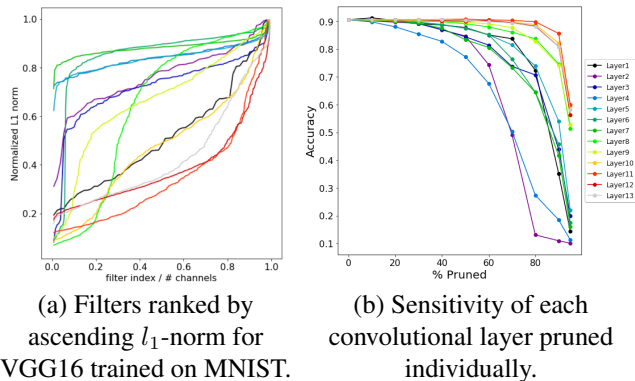 (a)
(b)
1.0
0.8
0.6
0.4
0.2
Normalized L1 norm
0.0 0.2 0.4 0.6 0.8 1.0
filter index / # channels
0.9
0.8
0.7
0.6
0.5
0.4
0.3
0.2
0.1
Accuracy
0 20 40 60 80 100
% Pruned
Layer1
Layer2
Layer3
Layer4
Layer5
Layer6
Layer7
Layer8
Layer9
Layer10
Layer11
Layer12
Layer13
(a) Filters ranked by
ascending l₁-norm for
VGG16 trained on MNIST.
(b) Sensitivity of each
convolutional layer pruned
individually.